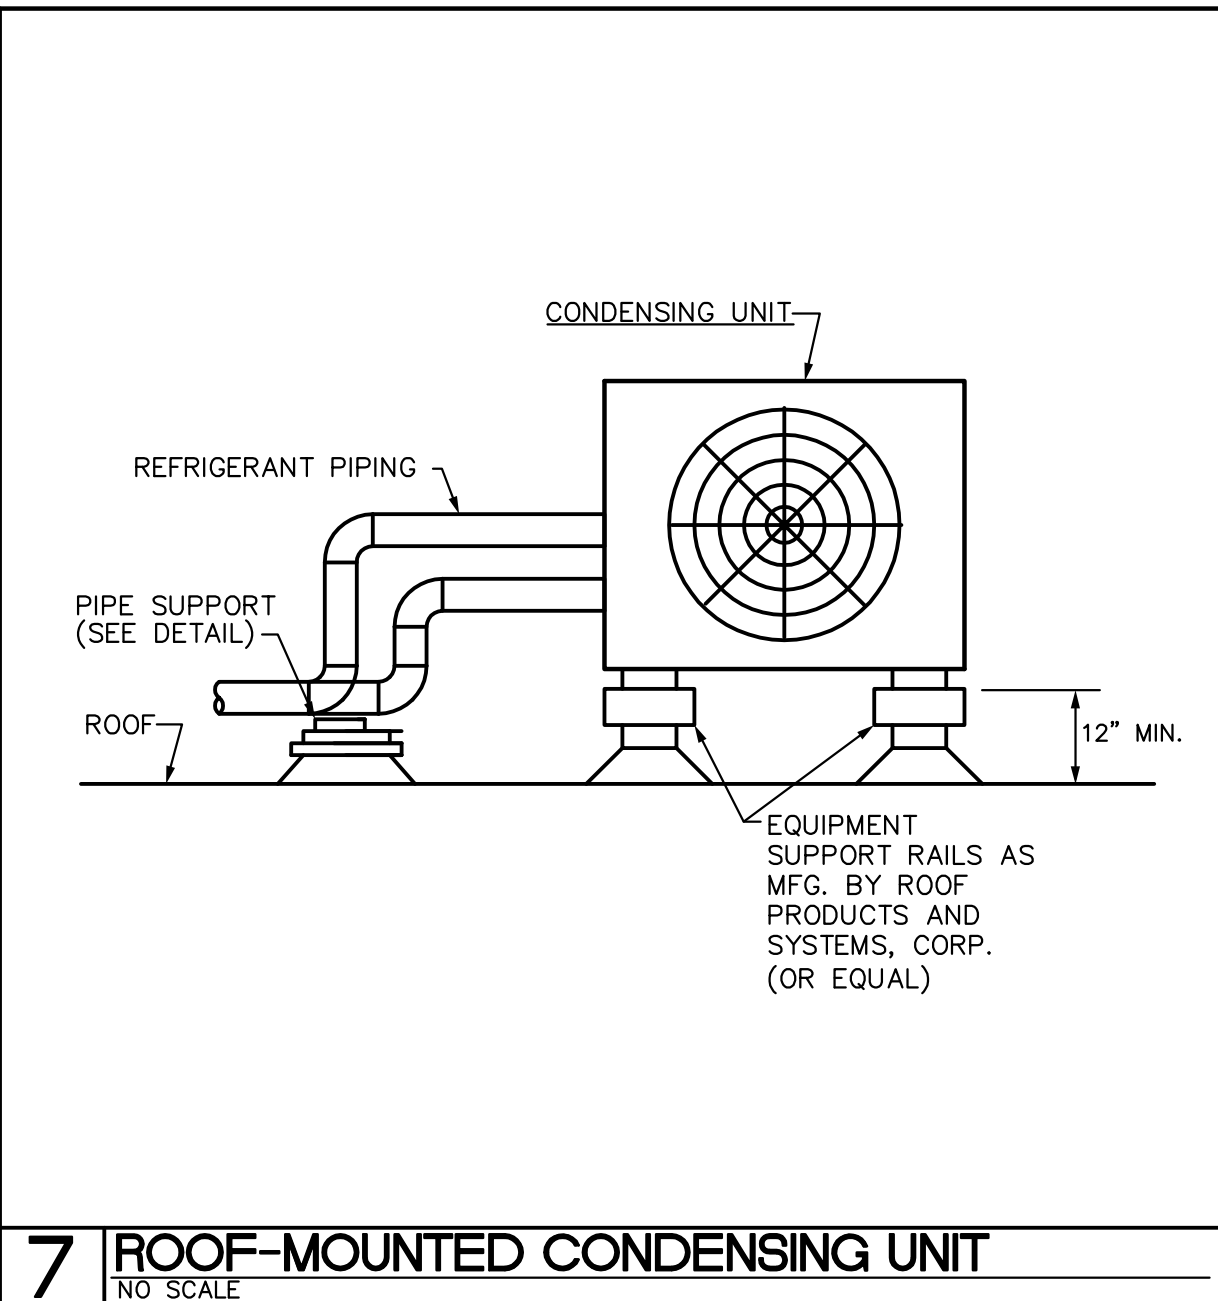 CONDENSING UNIT
REFRIGERANT PIPING
PIPE SUPPORT
(SEE DETAIL)
ROOF
12" MIN.
EQUIPMENT
SUPPORT RAILS AS
MFG. BY ROOF
PRODUCTS AND
SYSTEMS, CORP.
(OR EQUAL)
7
ROOF-MOUNTED CONDENSING UNIT
NO SCALE